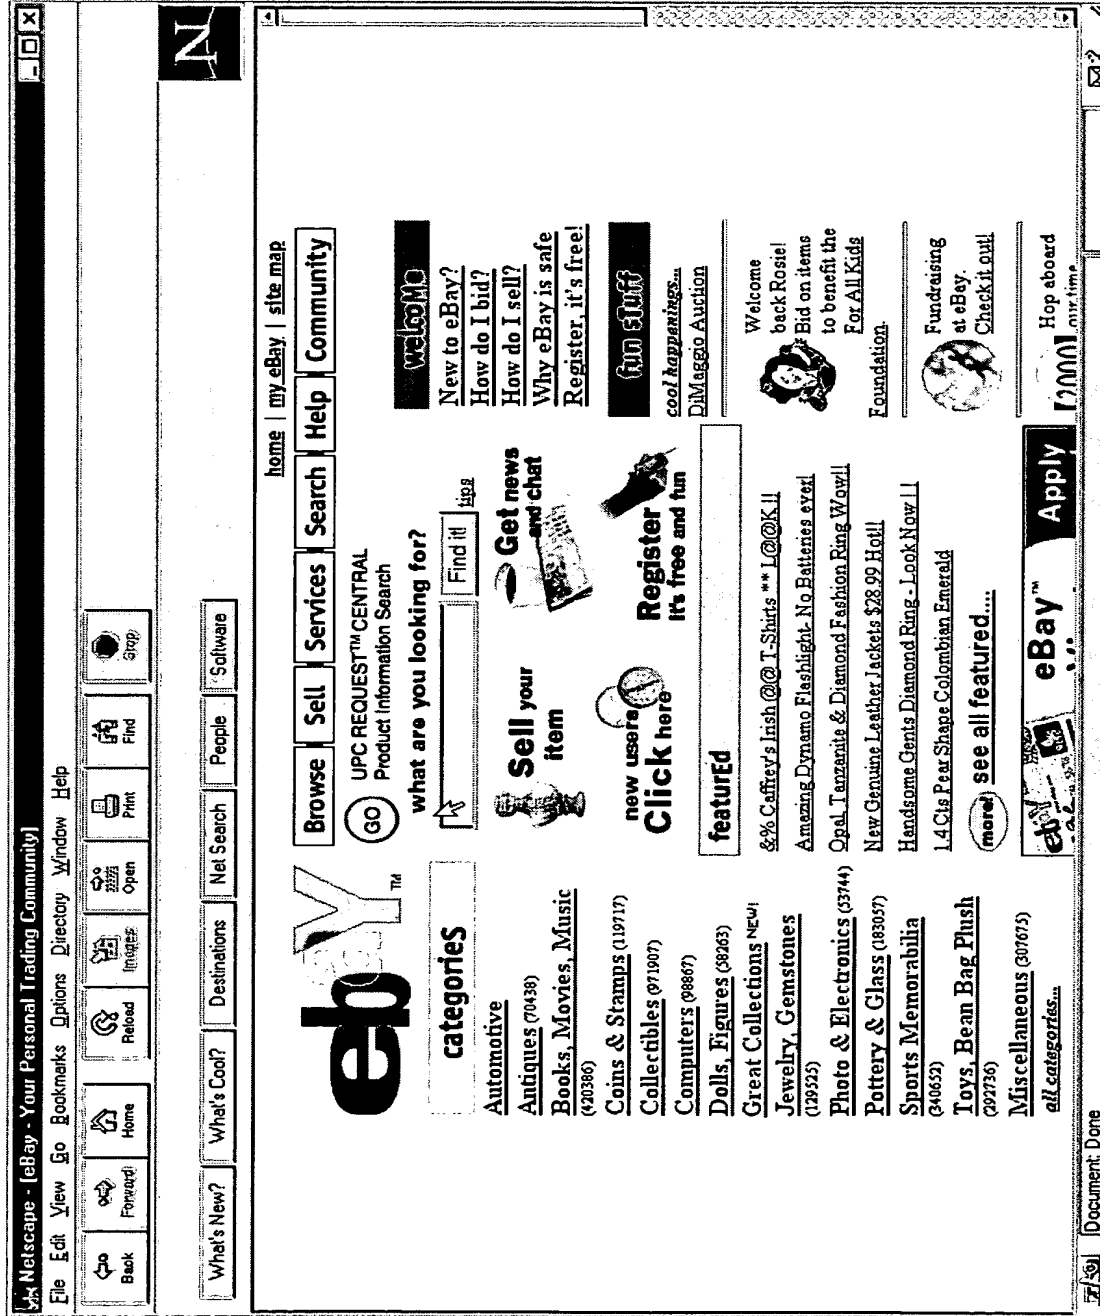 Netscape - [eBay - Your Personal Trading Community]
File Edit View Go Bookmarks Options Directory Window Help
Back Forward Home Reload Images Open Print Find Stop
What's New? What's Cool? Destinations Net Search People Software
N
home | my eBay | site map
ebaY™
Browse Sell Services Search Help Community
GO UPC REQUEST™ CENTRAL
Product Information Search
what are you looking for?
Find it! tips
categories
Automotive
Antiques (70438)
Books, Movies, Music
(420386)
Coins & Stamps (119717)
Collectibles (971907)
Computers (98867)
Dolls, Figures (58263)
Great Collections NEW!
Jewelry, Gemstones
(129525)
Photo & Electronics (53744)
Pottery & Glass (183057)
Sports Memorabilia
(340652)
Toys, Bean Bag Plush
(292736)
Miscellaneous (307675)
all categories...
Sell your
item
Get news
and chat
new users
Click here
Register
It's free and fun
featurEd
&% Caffrey's Irish @@ T-Shirts ** L@@K !!
Amazing Dynamo Flashlight- No Batteries ever!
Opal, Tanzanite & Diamond Fashion Ring Wow!!
New Genuine Leather Jackets $28.99 Hot!!
Handsome Gents Diamond Ring - Look Now ! !
1.4 Cts Pear Shape Colombian Emerald
more! see all featured.....
eBay™ Apply
welcoMe
New to eBay?
How do I bid?
How do I sell?
Why eBay is safe
Register, it's free!
fun sTuff
cool happenings...
DiMaggio Auction
Welcome
back Rosie!
Bid on items
to benefit the
For All Kids
Foundation.
Fundraising
at eBay.
Check it out!
Hop aboard
[2000] our time
Document: Done